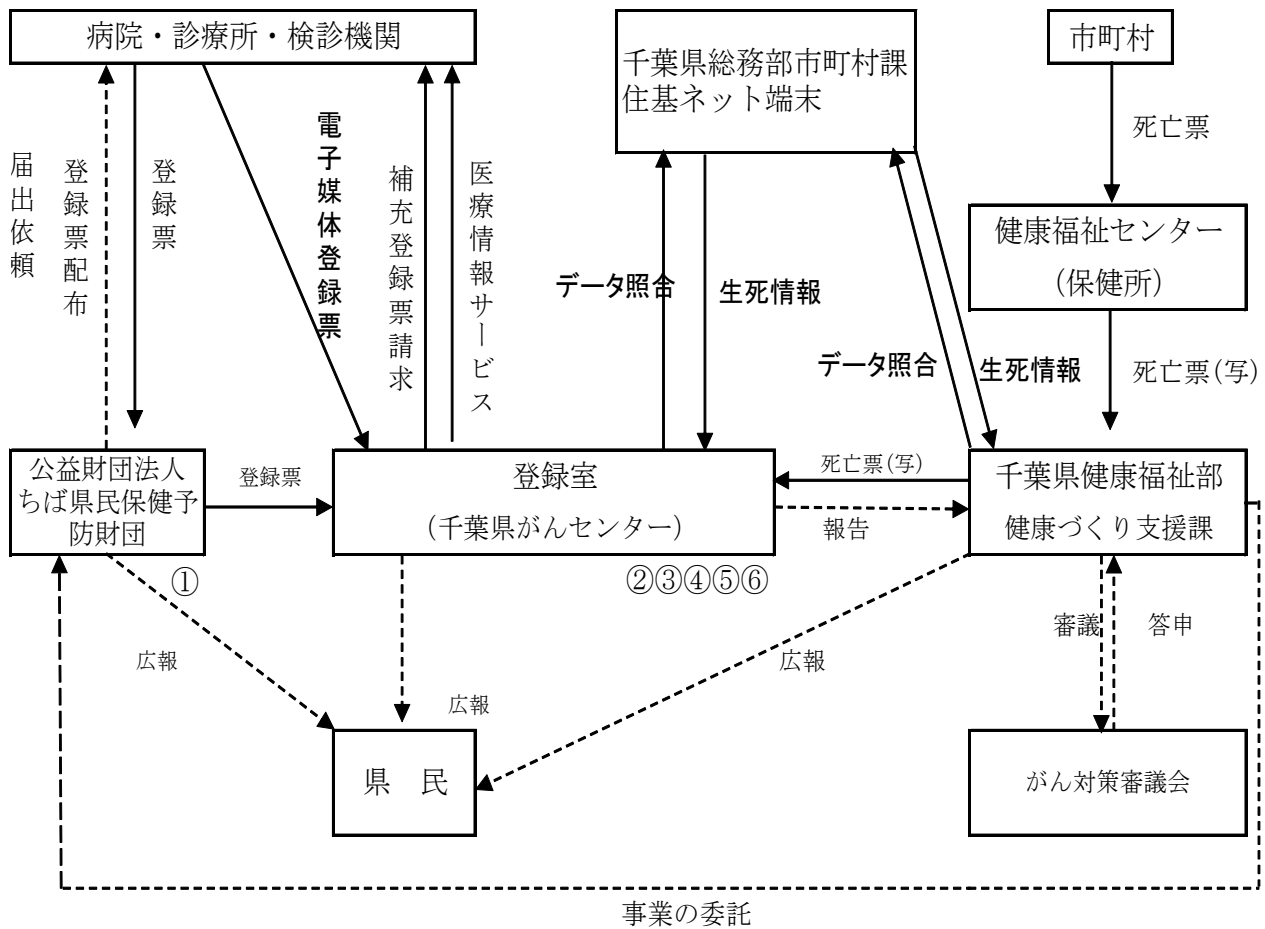 病院・診療所・検診機関
千葉県総務部市町村課
住基ネット端末
市町村
死亡票
健康福祉センター
(保健所)
死亡票(写)
届出依頼
登録票配布
登録票
電子媒体登録票
補充登録票請求
医療情報サービス
データ照合
生死情報
データ照合
生死情報
公益財団法人
ちば県民保健予
防財団
登録票
登録室
(千葉県がんセンター)
死亡票(写)
報告
千葉県健康福祉部
健康づくり支援課
①
②③④⑤⑥
広報
広報
広報
審議
答申
県 民
がん対策審議会
事業の委託